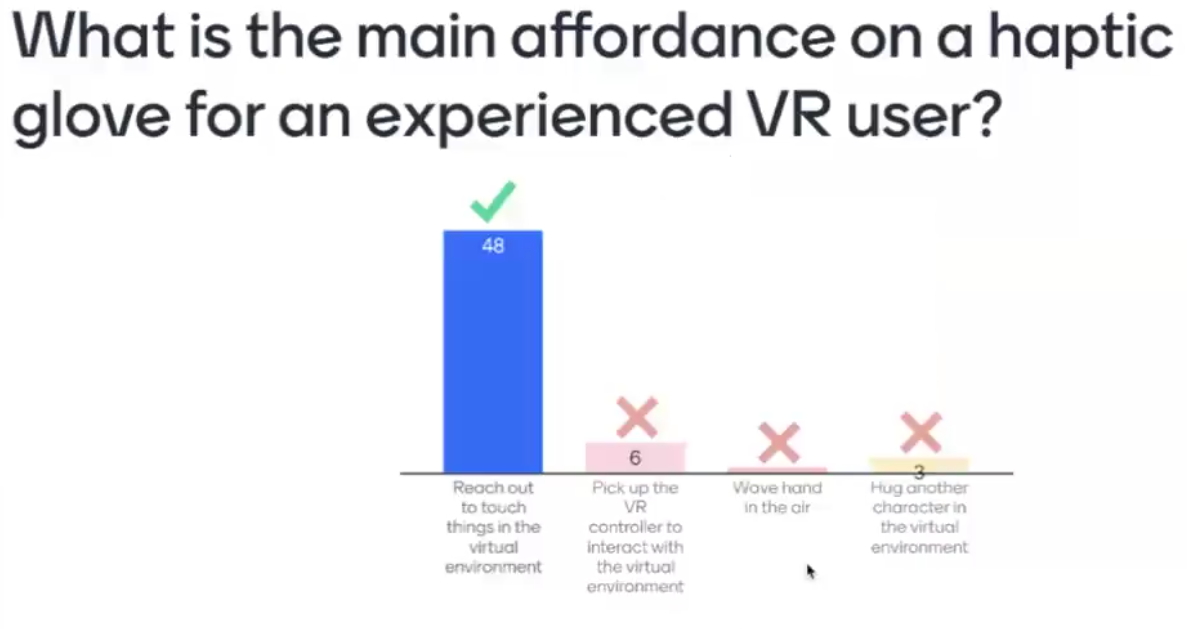 What is the main affordance on a haptic
glove for an experienced VR user?
48
6
3
Reach out
to touch
things in the
virtual
environment
Pick up the
VR
controller to
interact with
the virtual
environment
Wave hand
in the air
Hug another
character in
the virtual
environment